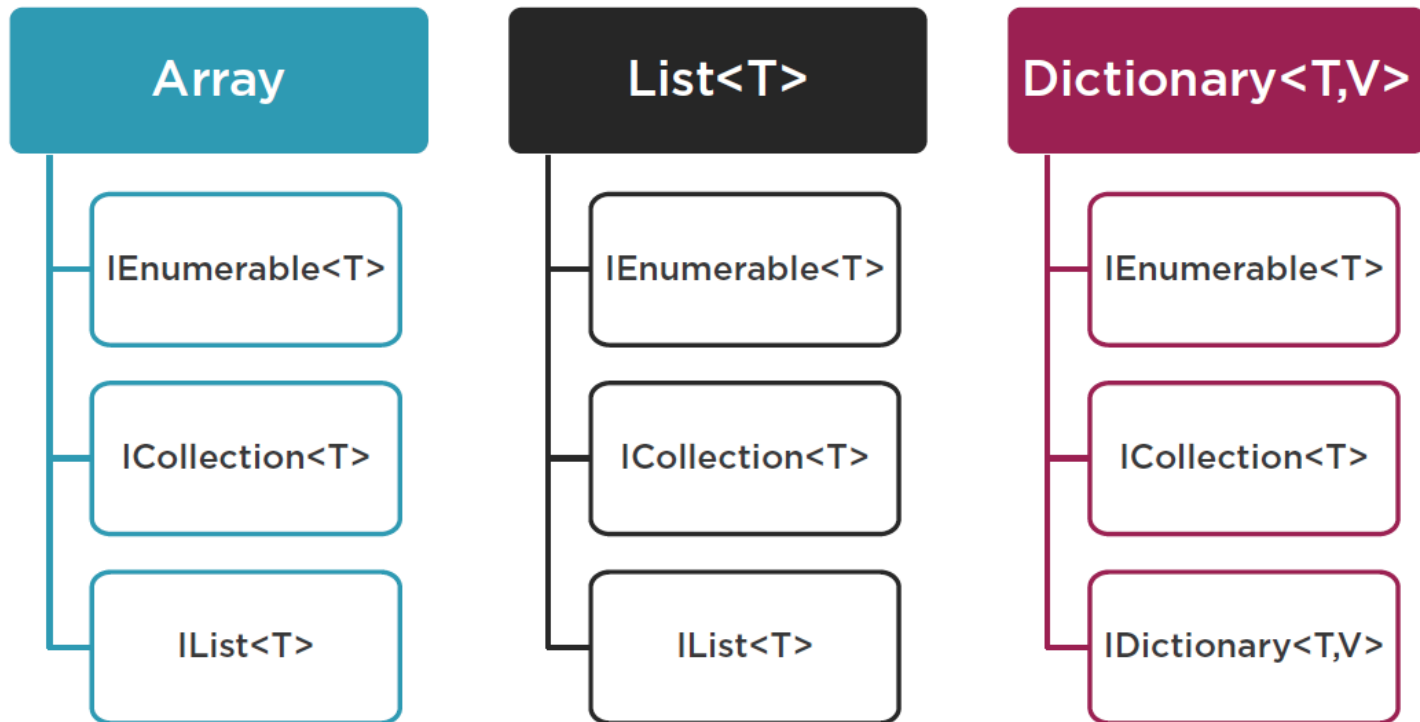 Array
IEnumerable<T>
ICollection<T>
IList<T>
List<T>
IEnumerable<T>
ICollection<T>
IList<T>
Dictionary<T,V>
IEnumerable<T>
ICollection<T>
IDictionary<T,V>